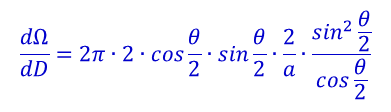 dΩ/dD = 2π · 2 · cos θ/2 · sin θ/2 · 2/a · (sin² θ/2)/(cos θ/2)